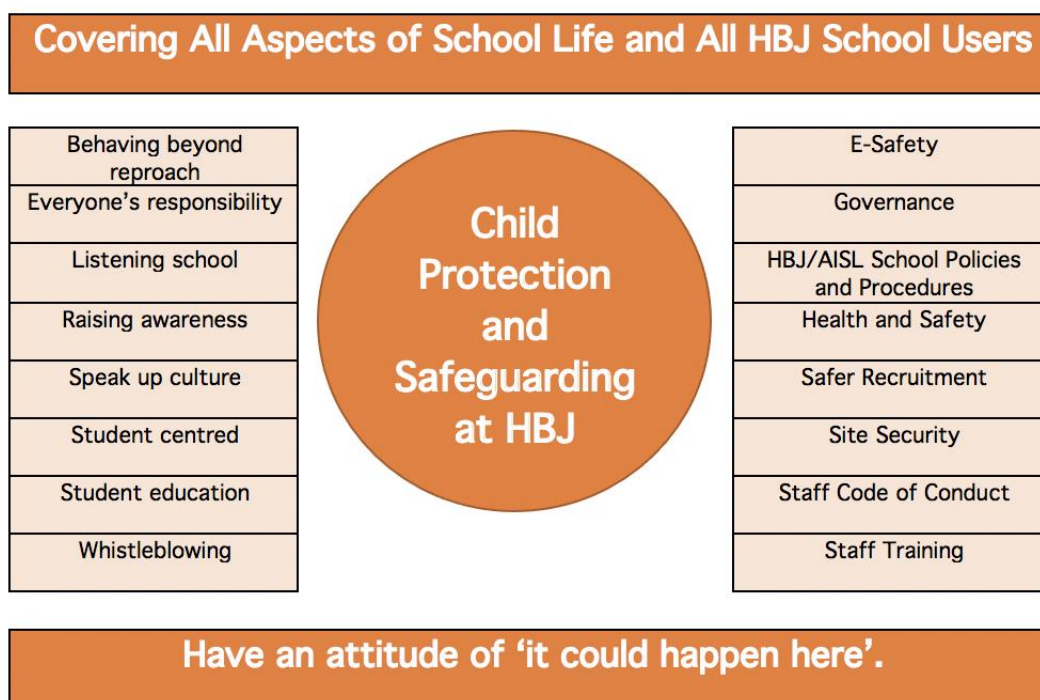 Covering All Aspects of School Life and All HBJ School Users
Behaving beyond
reproach
Everyone’s responsibility
Listening school
Raising awareness
Speak up culture
Student centred
Student education
Whistleblowing
Child
Protection
and
Safeguarding
at HBJ
E-Safety
Governance
HBJ/AISL School Policies
and Procedures
Health and Safety
Safer Recruitment
Site Security
Staff Code of Conduct
Staff Training
Have an attitude of ‘it could happen here’.